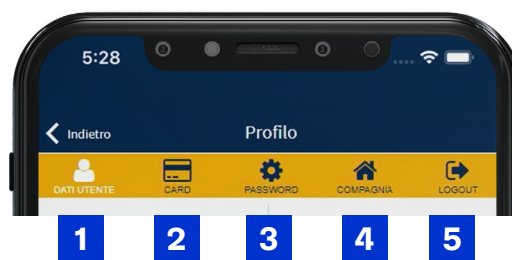 5:28
Indietro
Profilo
DATI UTENTE CARD PASSWORD COMPAGNIA LOGOUT
1 2 3 4 5